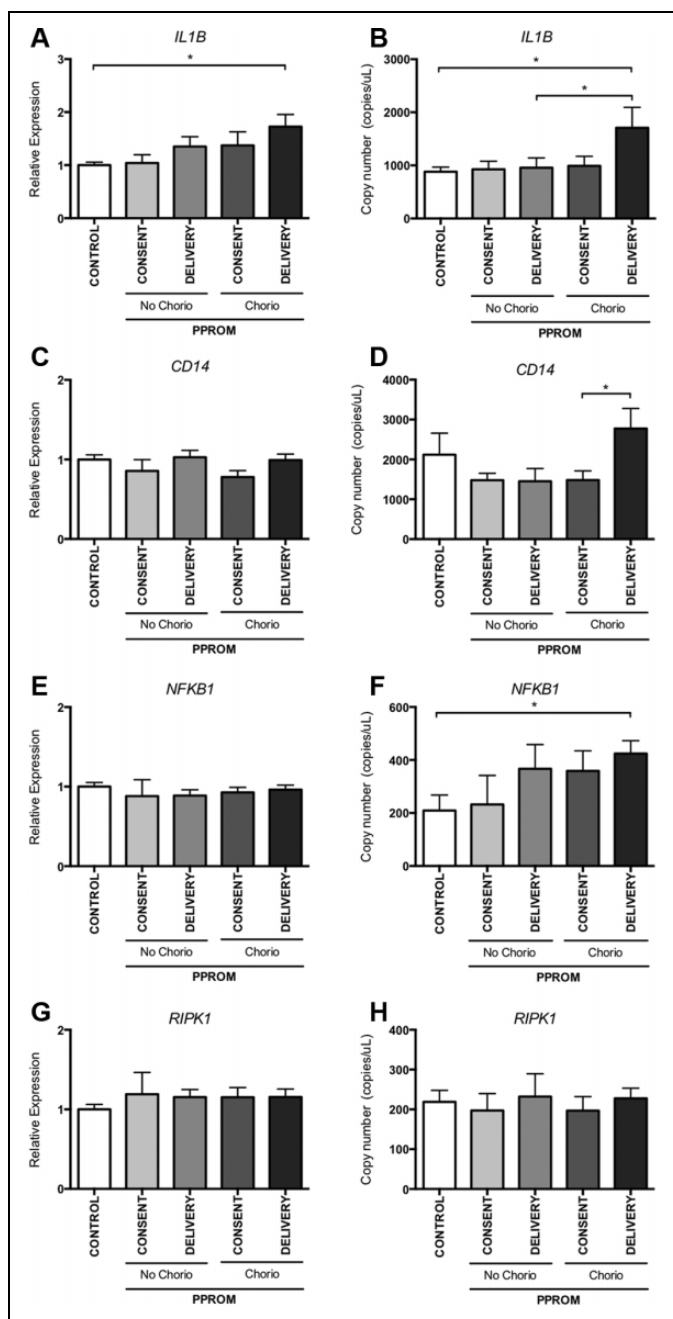 A
IL1B
Relative Expression
3
2
1
0
*
CONTROL
CONSENT
DELIVERY
CONSENT
DELIVERY
No Chorio
Chorio
PPROM
B
IL1B
Copy number (copies/uL)
3000
2000
1000
0
*
*
CONTROL
CONSENT
DELIVERY
CONSENT
DELIVERY
No Chorio
Chorio
PPROM
C
CD14
Relative Expression
2
1
0
CONTROL
CONSENT
DELIVERY
CONSENT
DELIVERY
No Chorio
Chorio
PPROM
D
CD14
Copy number (copies/uL)
4000
3000
2000
1000
0
*
CONTROL
CONSENT
DELIVERY
CONSENT
DELIVERY
No Chorio
Chorio
PPROM
E
NFKB1
Relative Expression
2
1
0
CONTROL
CONSENT
DELIVERY
CONSENT
DELIVERY
No Chorio
Chorio
PPROM
F
NFKB1
Copy number (copies/uL)
600
400
200
0
*
CONTROL
CONSENT
DELIVERY
CONSENT
DELIVERY
No Chorio
Chorio
PPROM
G
RIPK1
Relative Expression
2
1
0
CONTROL
CONSENT
DELIVERY
CONSENT
DELIVERY
No Chorio
Chorio
PPROM
H
RIPK1
Copy number (copies/uL)
400
300
200
100
0
CONTROL
CONSENT
DELIVERY
CONSENT
DELIVERY
No Chorio
Chorio
PPROM